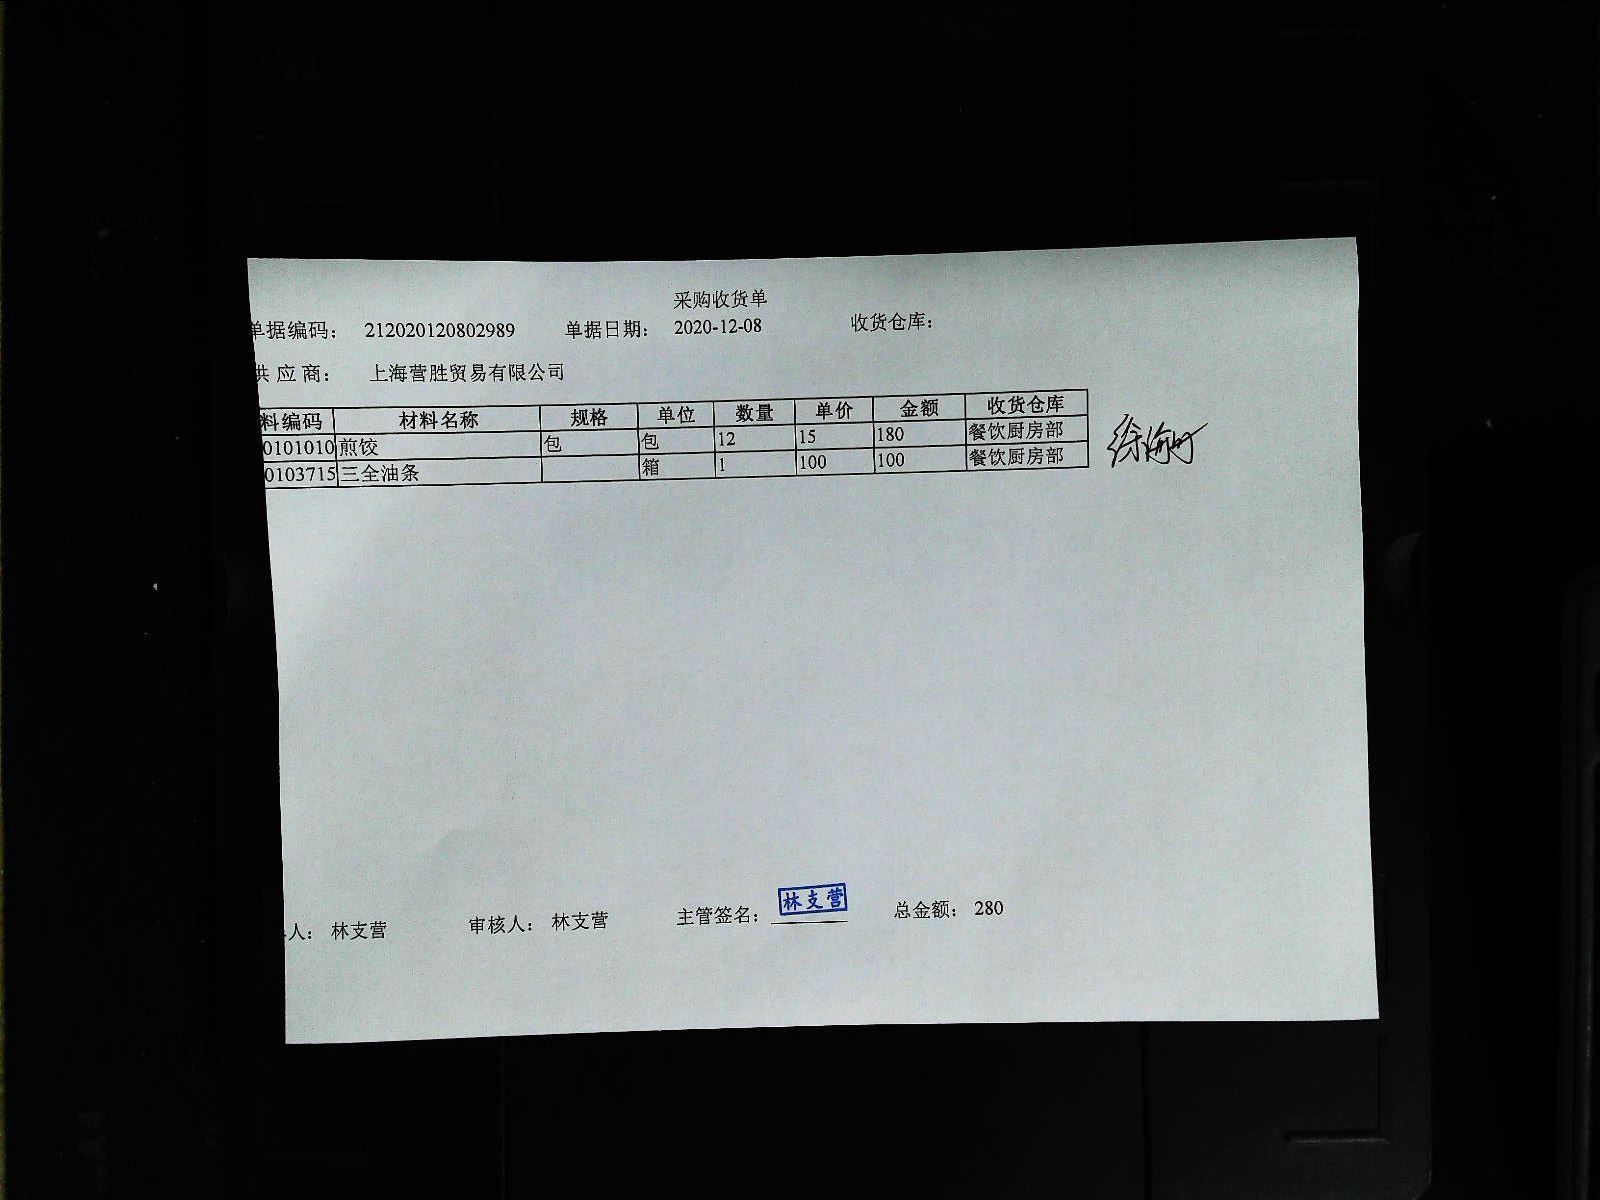 采购收货单
单据编码： 212020120802989 单据日期： 2020-12-08 收货仓库：
供 应 商： 上海营胜贸易有限公司
料编码 材料名称 规格 单位 数量 单价 金额 收货仓库
0101010 煎饺 包 包 12 15 180 餐饮厨房部
0103715 三全油条 箱 1 100 100 餐饮厨房部
人： 林支营 审核人： 林支营 主管签名： 林支营 总金额： 280